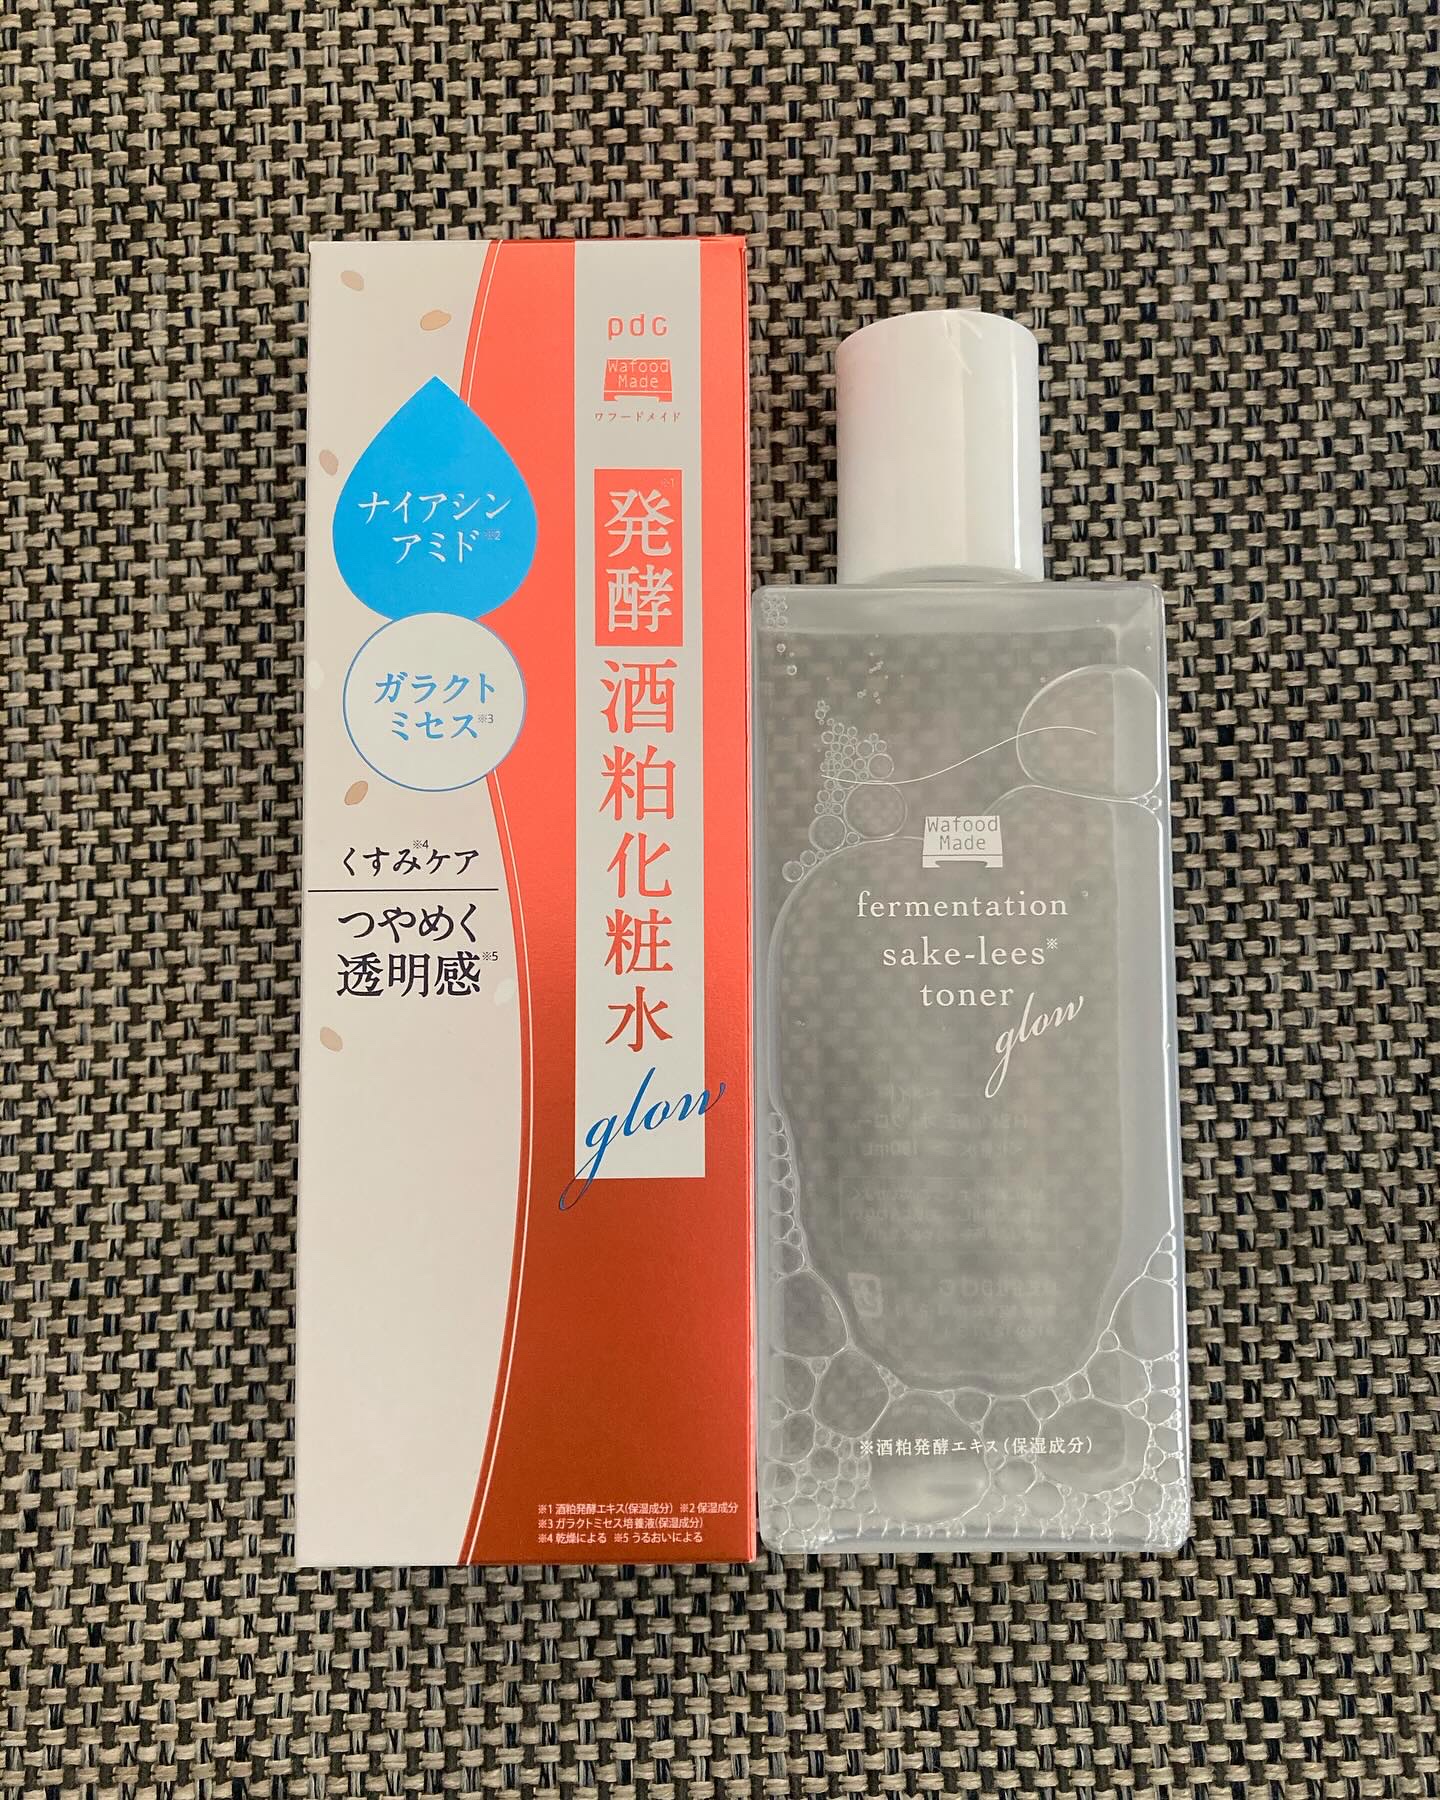 pdc
Wafood
Made
ワフードメイド
発酵※1
酒粕化粧水
glow
ナイアシン
アミド※2
ガラクト
ミセス※3
くすみ※4ケア
つやめく
透明感※5
※1 酒粕発酵エキス(保湿成分) ※2 保湿成分
※3 ガラクトミセス培養液(保湿成分)
※4 乾燥による ※5 うるおいによる
Wafood
Made
fermentation
sake-lees※
toner
glow
※酒粕発酵エキス(保湿成分)